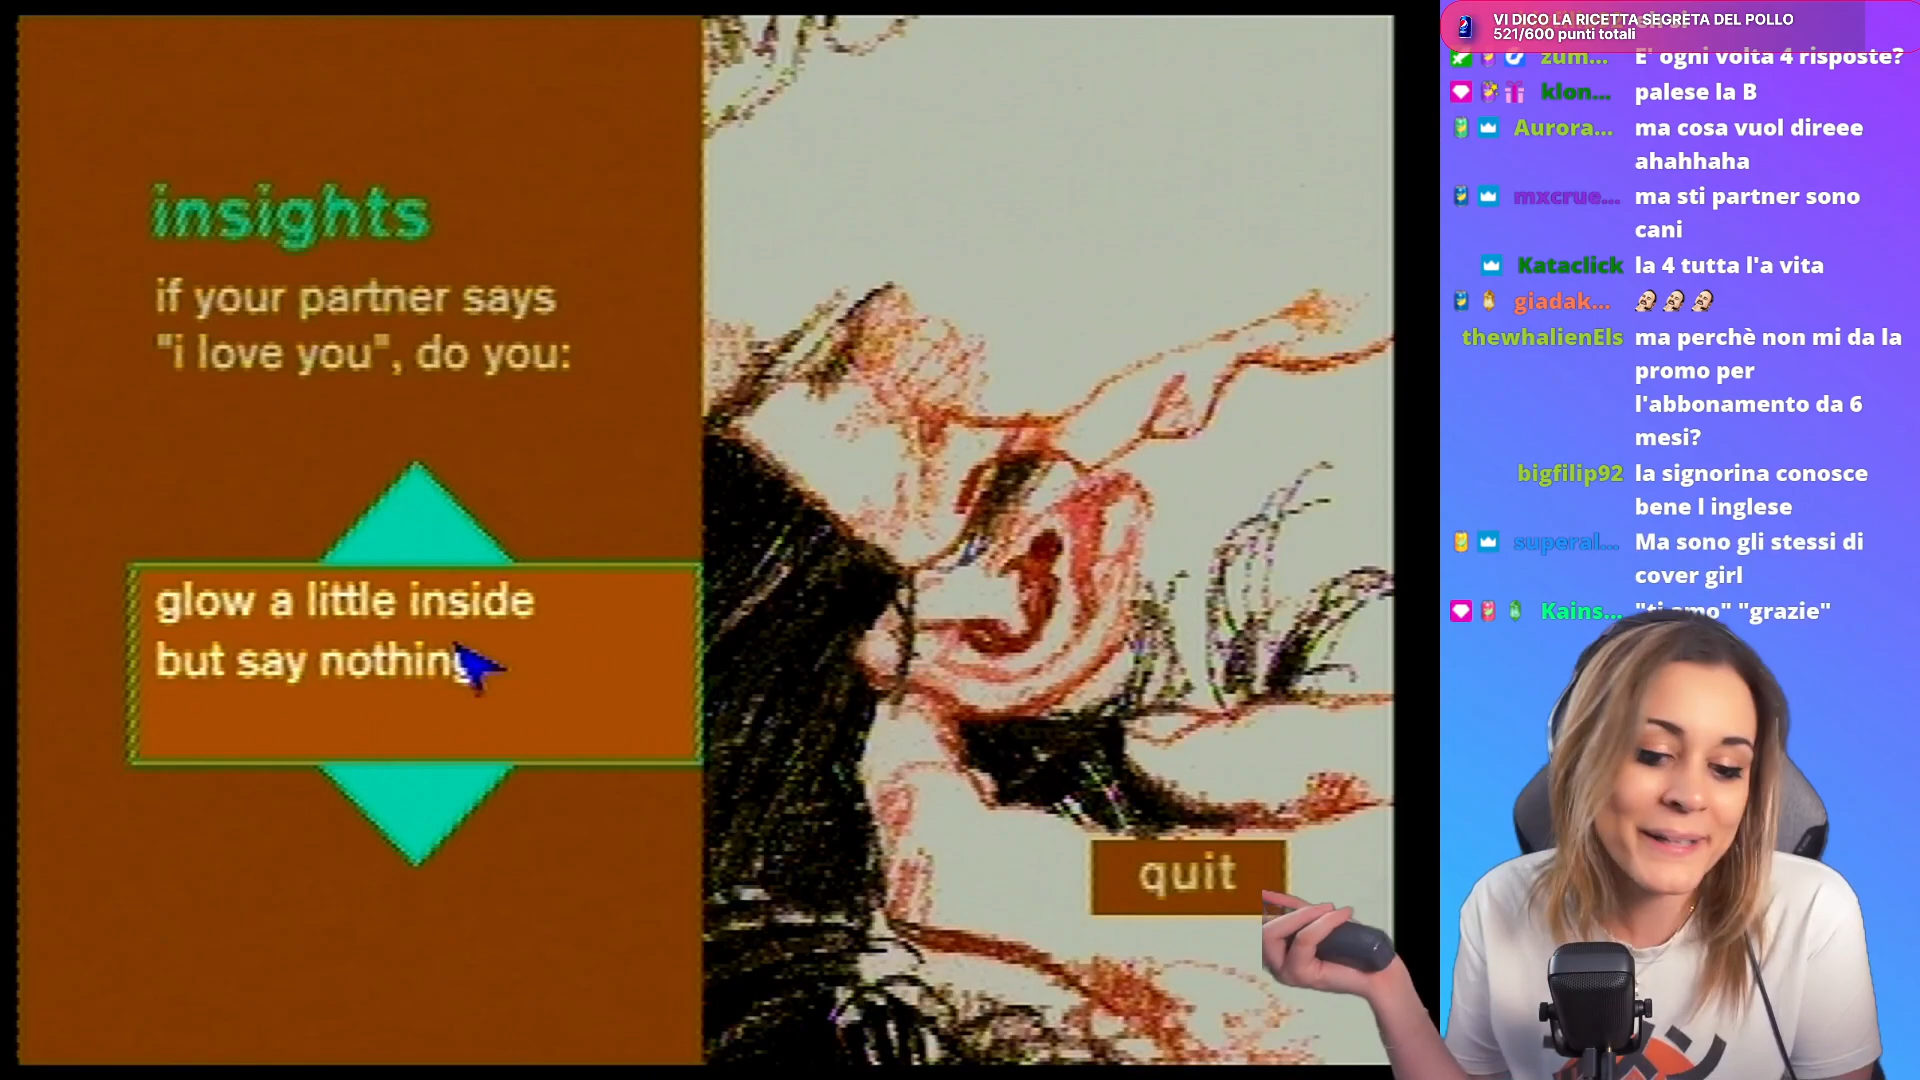 insights
if your partner says
"i love you", do you:
glow a little inside
but say nothing
quit
VI DICO LA RICETTA SEGRETA DEL POLLO
521/600 punti totali
zum... E' ogni volta 4 risposte?
klon... palese la B
Aurora... ma cosa vuol direee
ahahhaha
mxcrue... ma sti partner sono
cani
Kataclick la 4 tutta l'a vita
giadak...
thewhalienEls ma perchè non mi da la
promo per
l'abbonamento da 6
mesi?
bigfilip92 la signorina conosce
bene l inglese
superal... Ma sono gli stessi di
cover girl
Kains... "ti amo" "grazie"